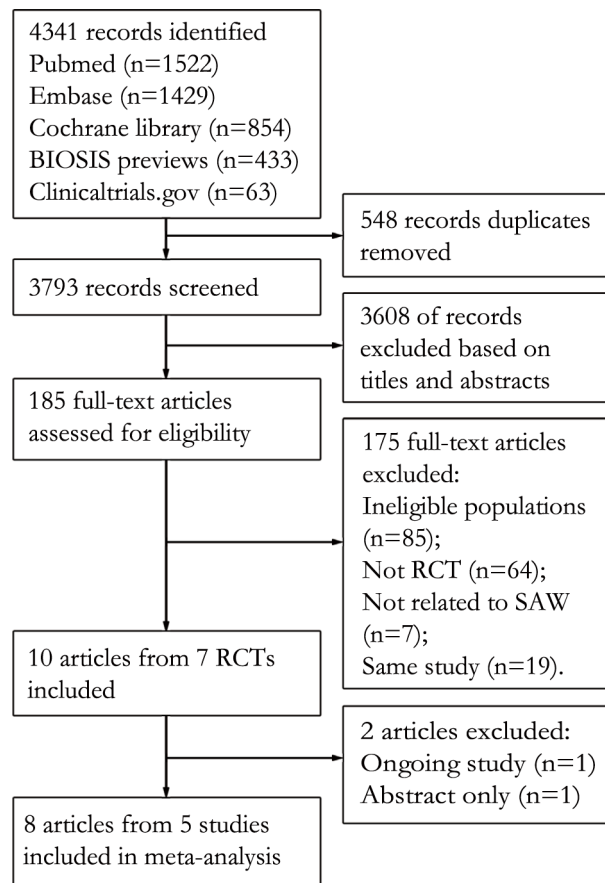 4341 records identified
Pubmed (n=1522)
Embase (n=1429)
Cochrane library (n=854)
BIOSIS previews (n=433)
Clinicaltrials.gov (n=63)
548 records duplicates
removed
3793 records screened
3608 of records
excluded based on
titles and abstracts
185 full-text articles
assessed for eligibility
175 full-text articles
excluded:
Ineligible populations
(n=85);
Not RCT (n=64);
Not related to SAW
(n=7);
Same study (n=19).
10 articles from 7 RCTs
included
2 articles excluded:
Ongoing study (n=1)
Abstract only (n=1)
8 articles from 5 studies
included in meta-analysis